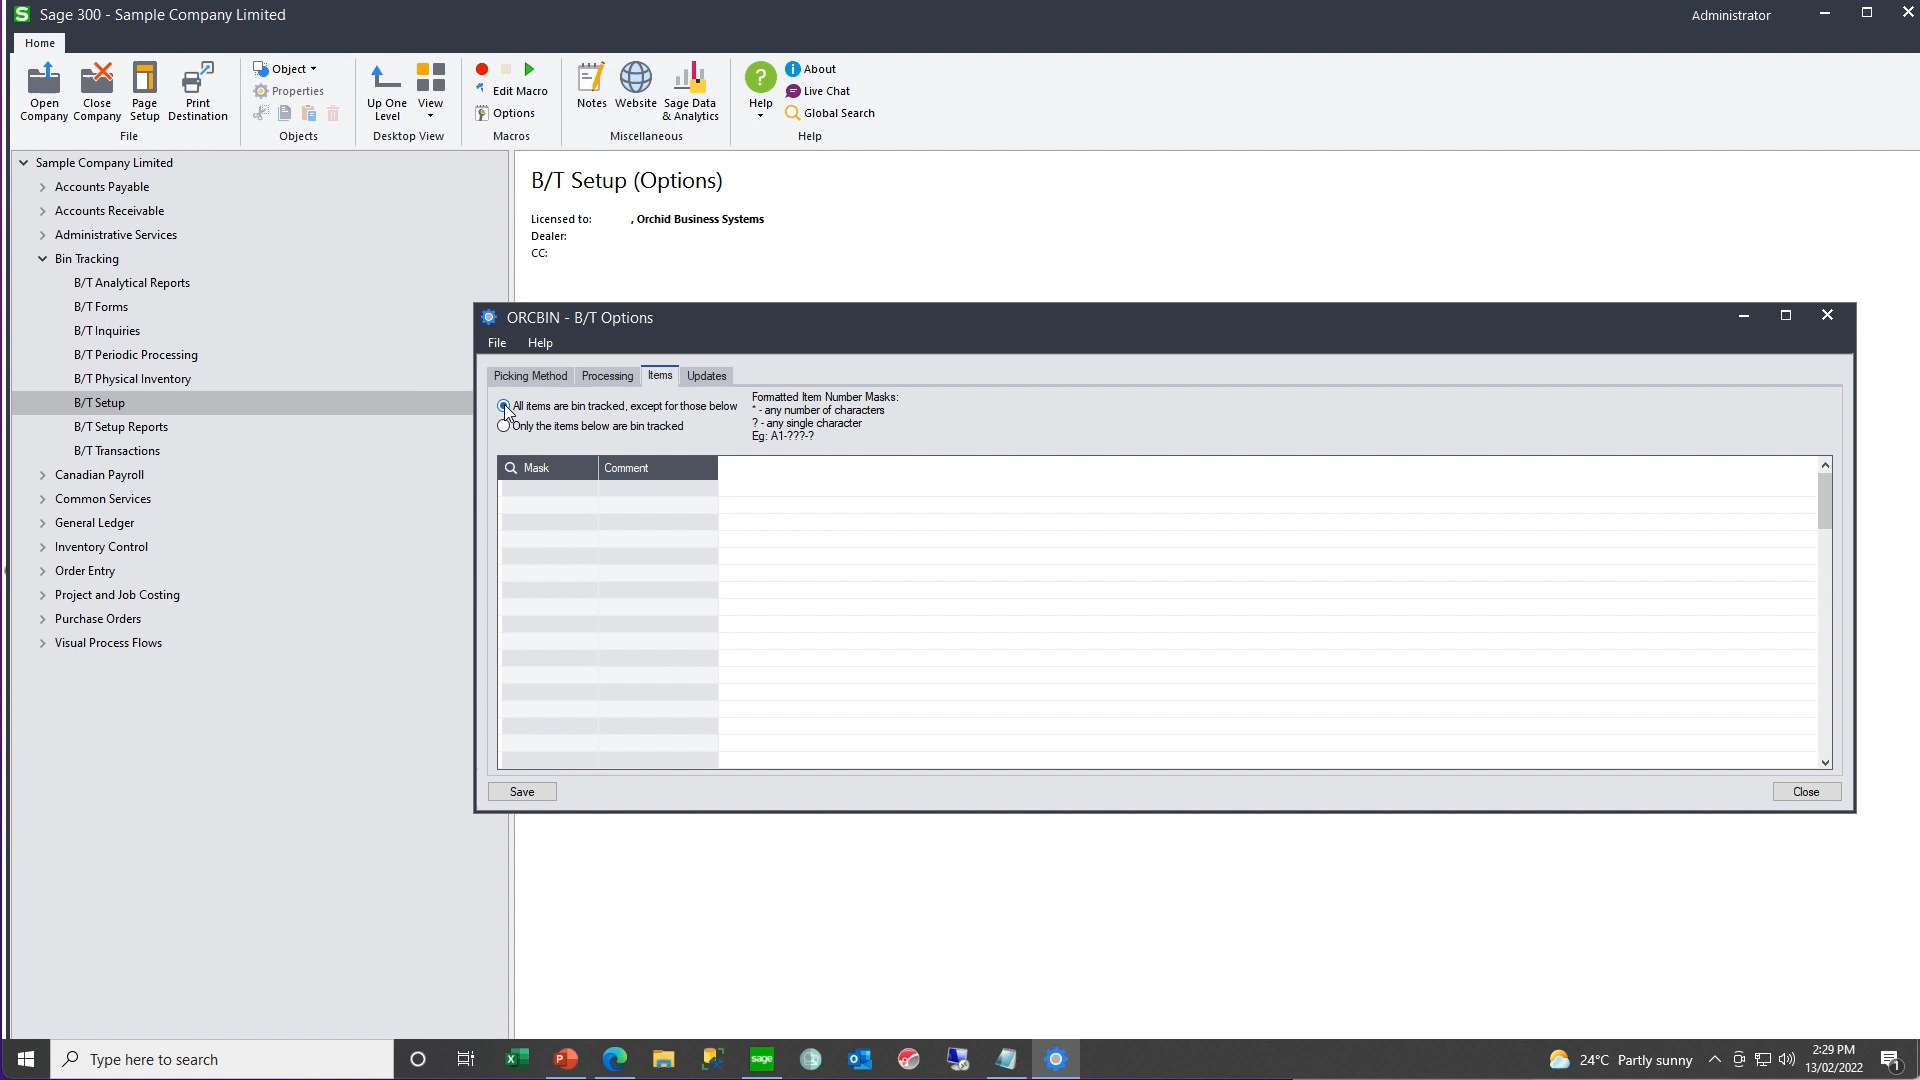 Sage 300 - Sample Company Limited
Administrator
Home
Open Company
Close Company
Page Setup
Print Destination
File
Object
Properties
Objects
Up One Level
View
Desktop View
Edit Macro
Options
Macros
Notes
Website
Sage Data & Analytics
Miscellaneous
Help
About
Live Chat
Global Search
Help
Sample Company Limited
Accounts Payable
Accounts Receivable
Administrative Services
Bin Tracking
B/T Analytical Reports
B/T Forms
B/T Inquiries
B/T Periodic Processing
B/T Physical Inventory
B/T Setup
B/T Setup Reports
B/T Transactions
Canadian Payroll
Common Services
General Ledger
Inventory Control
Order Entry
Project and Job Costing
Purchase Orders
Visual Process Flows
B/T Setup (Options)
Licensed to: , Orchid Business Systems
Dealer:
CC:
ORCBIN - B/T Options
File Help
Picking Method Processing Items Updates
All items are bin tracked, except for those below
Only the items below are bin tracked
Formatted Item Number Masks:
* - any number of characters
? - any single character
Eg: A1-???-?
Mask Comment
Save
Close
Type here to search
sage
24°C Partly sunny
2:29 PM
13/02/2022
1